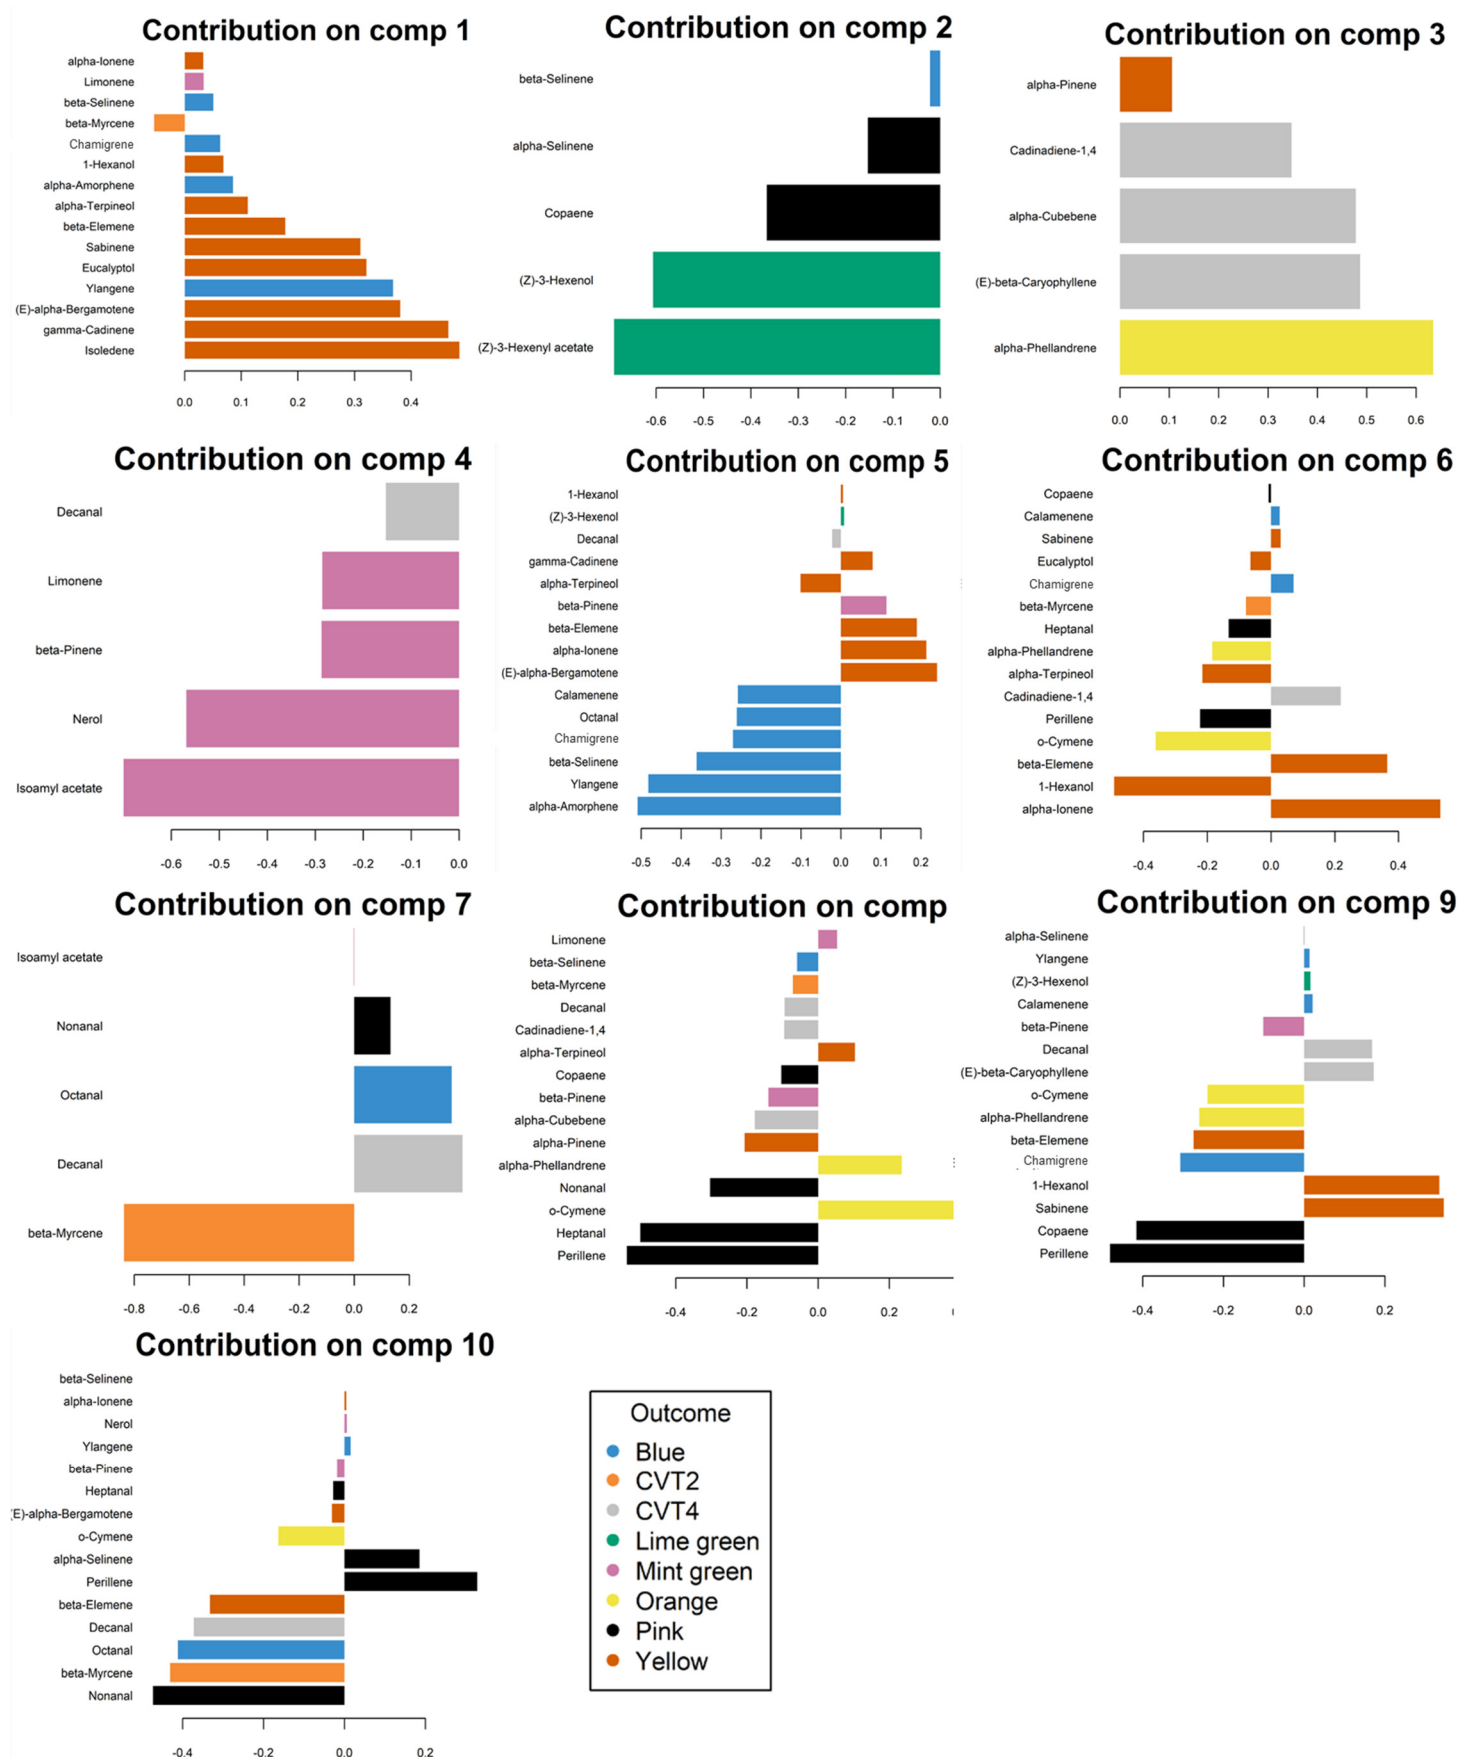 Contribution on comp 1
alpha-Ionene
Limonene
beta-Selinene
beta-Myrcene
Chamigrene
1-Hexanol
alpha-Amorphene
alpha-Terpineol
beta-Elemene
Sabinene
Eucalyptol
Ylangene
(E)-alpha-Bergamotene
gamma-Cadinene
Isoledene
0.0 0.1 0.2 0.3 0.4
Contribution on comp 2
beta-Selinene
alpha-Selinene
Copaene
(Z)-3-Hexenol
(Z)-3-Hexenyl acetate
-0.6 -0.5 -0.4 -0.3 -0.2 -0.1 0.0
Contribution on comp 3
alpha-Pinene
Cadinadiene-1,4
alpha-Cubebene
(E)-beta-Caryophyllene
alpha-Phellandrene
0.0 0.1 0.2 0.3 0.4 0.5 0.6
Contribution on comp 4
Decanal
Limonene
beta-Pinene
Nerol
Isoamyl acetate
-0.6 -0.5 -0.4 -0.3 -0.2 -0.1 0.0
Contribution on comp 5
1-Hexanol
(Z)-3-Hexenol
Decanal
gamma-Cadinene
alpha-Terpineol
beta-Pinene
beta-Elemene
alpha-Ionene
(E)-alpha-Bergamotene
Calamenene
Octanal
Chamigrene
beta-Selinene
Ylangene
alpha-Amorphene
-0.5 -0.4 -0.3 -0.2 -0.1 0.0 0.1 0.2
Contribution on comp 6
Copaene
Calamenene
Sabinene
Eucalyptol
Chamigrene
beta-Myrcene
Heptanal
alpha-Phellandrene
alpha-Terpineol
Cadinadiene-1,4
Perillene
o-Cymene
beta-Elemene
1-Hexanol
alpha-Ionene
-0.4 -0.2 0.0 0.2 0.4
Contribution on comp 7
Isoamyl acetate
Nonanal
Octanal
Decanal
beta-Myrcene
-0.8 -0.6 -0.4 -0.2 0.0 0.2
Contribution on comp
Limonene
beta-Selinene
beta-Myrcene
Decanal
Cadinadiene-1,4
alpha-Terpineol
Copaene
beta-Pinene
alpha-Cubebene
alpha-Pinene
alpha-Phellandrene
Nonanal
o-Cymene
Heptanal
Perillene
-0.4 -0.2 0.0 0.2
Contribution on comp 9
alpha-Selinene
Ylangene
(Z)-3-Hexenol
Calamenene
beta-Pinene
Decanal
(E)-beta-Caryophyllene
o-Cymene
alpha-Phellandrene
beta-Elemene
Chamigrene
1-Hexanol
Sabinene
Copaene
Perillene
-0.4 -0.2 0.0 0.2
Contribution on comp 10
beta-Selinene
alpha-Ionene
Nerol
Ylangene
beta-Pinene
Heptanal
(E)-alpha-Bergamotene
o-Cymene
alpha-Selinene
Perillene
beta-Elemene
Decanal
Octanal
beta-Myrcene
Nonanal
-0.4 -0.2 0.0 0.2
Outcome
Blue
CVT2
CVT4
Lime green
Mint green
Orange
Pink
Yellow